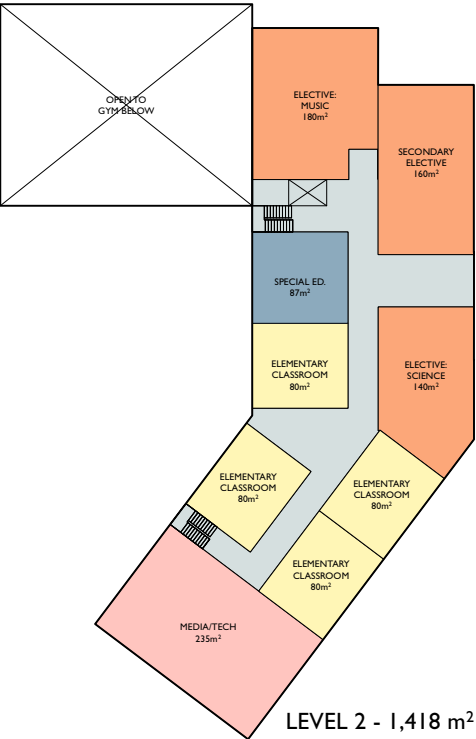 OPEN TO
GYM BELOW
ELECTIVE:
MUSIC
180m²
SECONDARY
ELECTIVE
160m²
SPECIAL ED.
87m²
ELEMENTARY
CLASSROOM
80m²
ELECTIVE:
SCIENCE
140m²
ELEMENTARY
CLASSROOM
80m²
ELEMENTARY
CLASSROOM
80m²
ELEMENTARY
CLASSROOM
80m²
MEDIA/TECH
235m²
LEVEL 2 - 1,418 m²